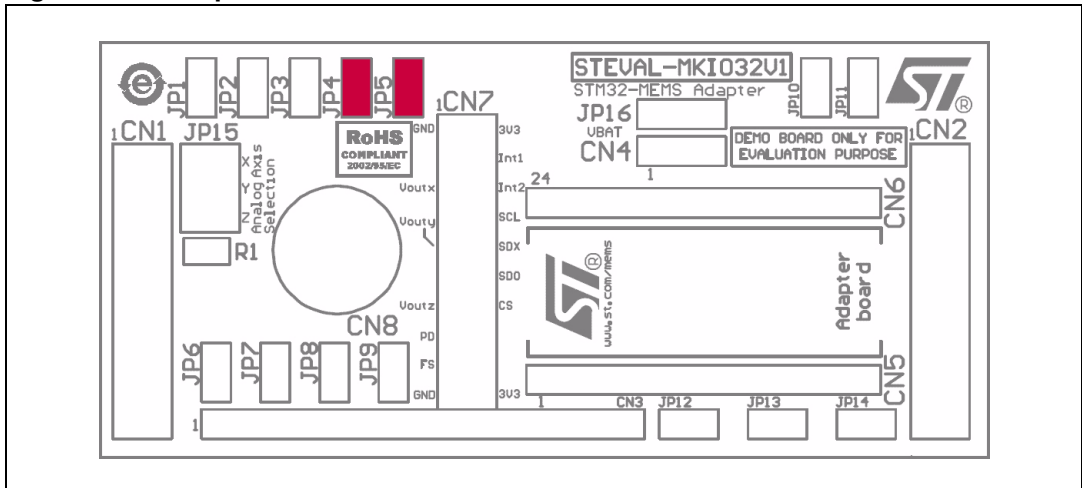 JP1
JP2
JP3
JP4
JP5
1CN7
STEVAL-MKI032V1
STM32-MEMS Adapter
JP10
JP11
ST®
1CN1
JP15
X
Y
Z
Analog Axis
Selection
R1
RoHS
COMPLIANT
2002/95/EC
GND
Voutx
Vouty
Voutz
PD
FS
GND
3V3
Int1
Int2
SCL
SDX
SDO
CS
3V3
JP16
VBAT
CN4
1
DEMO BOARD ONLY FOR
EVALUATION PURPOSE
1CN2
24
CN6
ST®
www.st.com/mems
Adapter
board
CN8
JP6
JP7
JP8
JP9
1
CN5
1
CN3
JP12
JP13
JP14